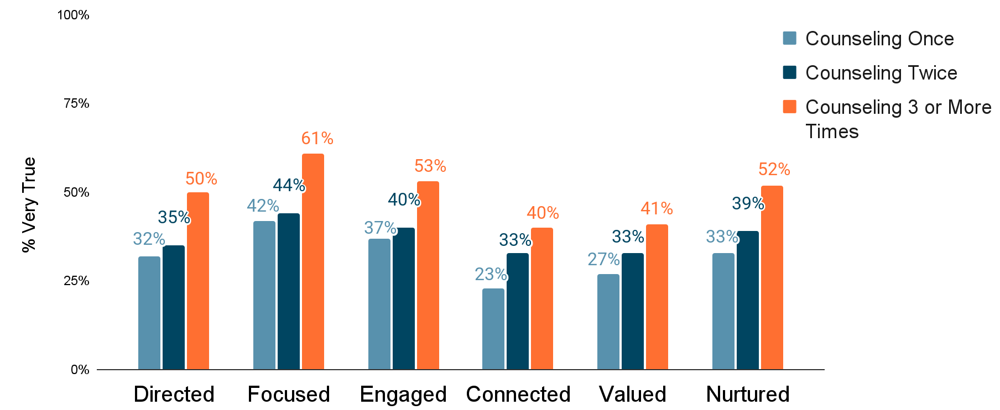 100%
75%
50%
25%
0%
% Very True
Counseling Once
Counseling Twice
Counseling 3 or More
Times
32%
35%
50%
42%
44%
61%
37%
40%
53%
23%
33%
40%
27%
33%
41%
33%
39%
52%
Directed
Focused
Engaged
Connected
Valued
Nurtured